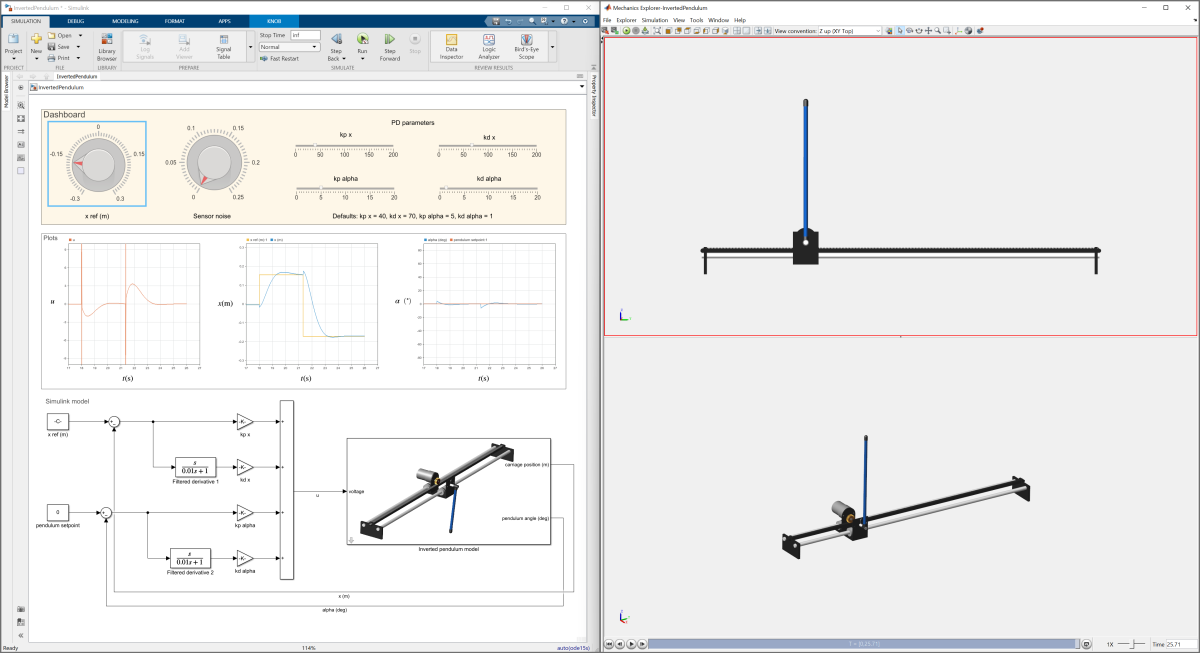 InvertedPendulum * - Simulink
SIMULATION DEBUG MODELING FORMAT APPS KNOB
Project New Open Save Print Library Browser Log Signals Add Viewer Signal Table
Stop Time inf
Normal
Fast Restart
Step Back Run Step Forward Stop Data Inspector Logic Analyzer Bird's-Eye Scope
PROJECT FILE LIBRARY PREPARE SIMULATE REVIEW RESULTS
InvertedPendulum
InvertedPendulum
Model Browser
Property Inspector
Dashboard
-0.3 -0.15 0 0.15 0.3
x ref (m)
0 0.05 0.1 0.15 0.2 0.25
Sensor noise
PD parameters
kp x
0 50 100 150 200
kd x
0 50 100 150 200
kp alpha
0 5 10 15 20
kd alpha
0 5 10 15 20
Defaults: kp x = 40, kd x = 70, kp alpha = 5, kd alpha = 1
Plots
u
x ref (m):1 x (m)
alpha (deg) pendulum setpoint:1
u
t(s)
x(m)
t(s)
α (°)
t(s)
Simulink model
-C-
x ref (m)
-K-
kp x
s
0.01s+1
Filtered derivative 1
-K-
kd x
0
pendulum setpoint
-K-
kp alpha
s
0.01s+1
Filtered derivative 2
-K-
kd alpha
u
voltage
carriage position (m)
pendulum angle (deg)
Inverted pendulum model
x (m)
alpha (deg)
Ready 114% auto(ode15s)
Mechanics Explorer-InvertedPendulum
File Explorer Simulation View Tools Window Help
View convention: Z up (XY Top)
1X Time 25.71